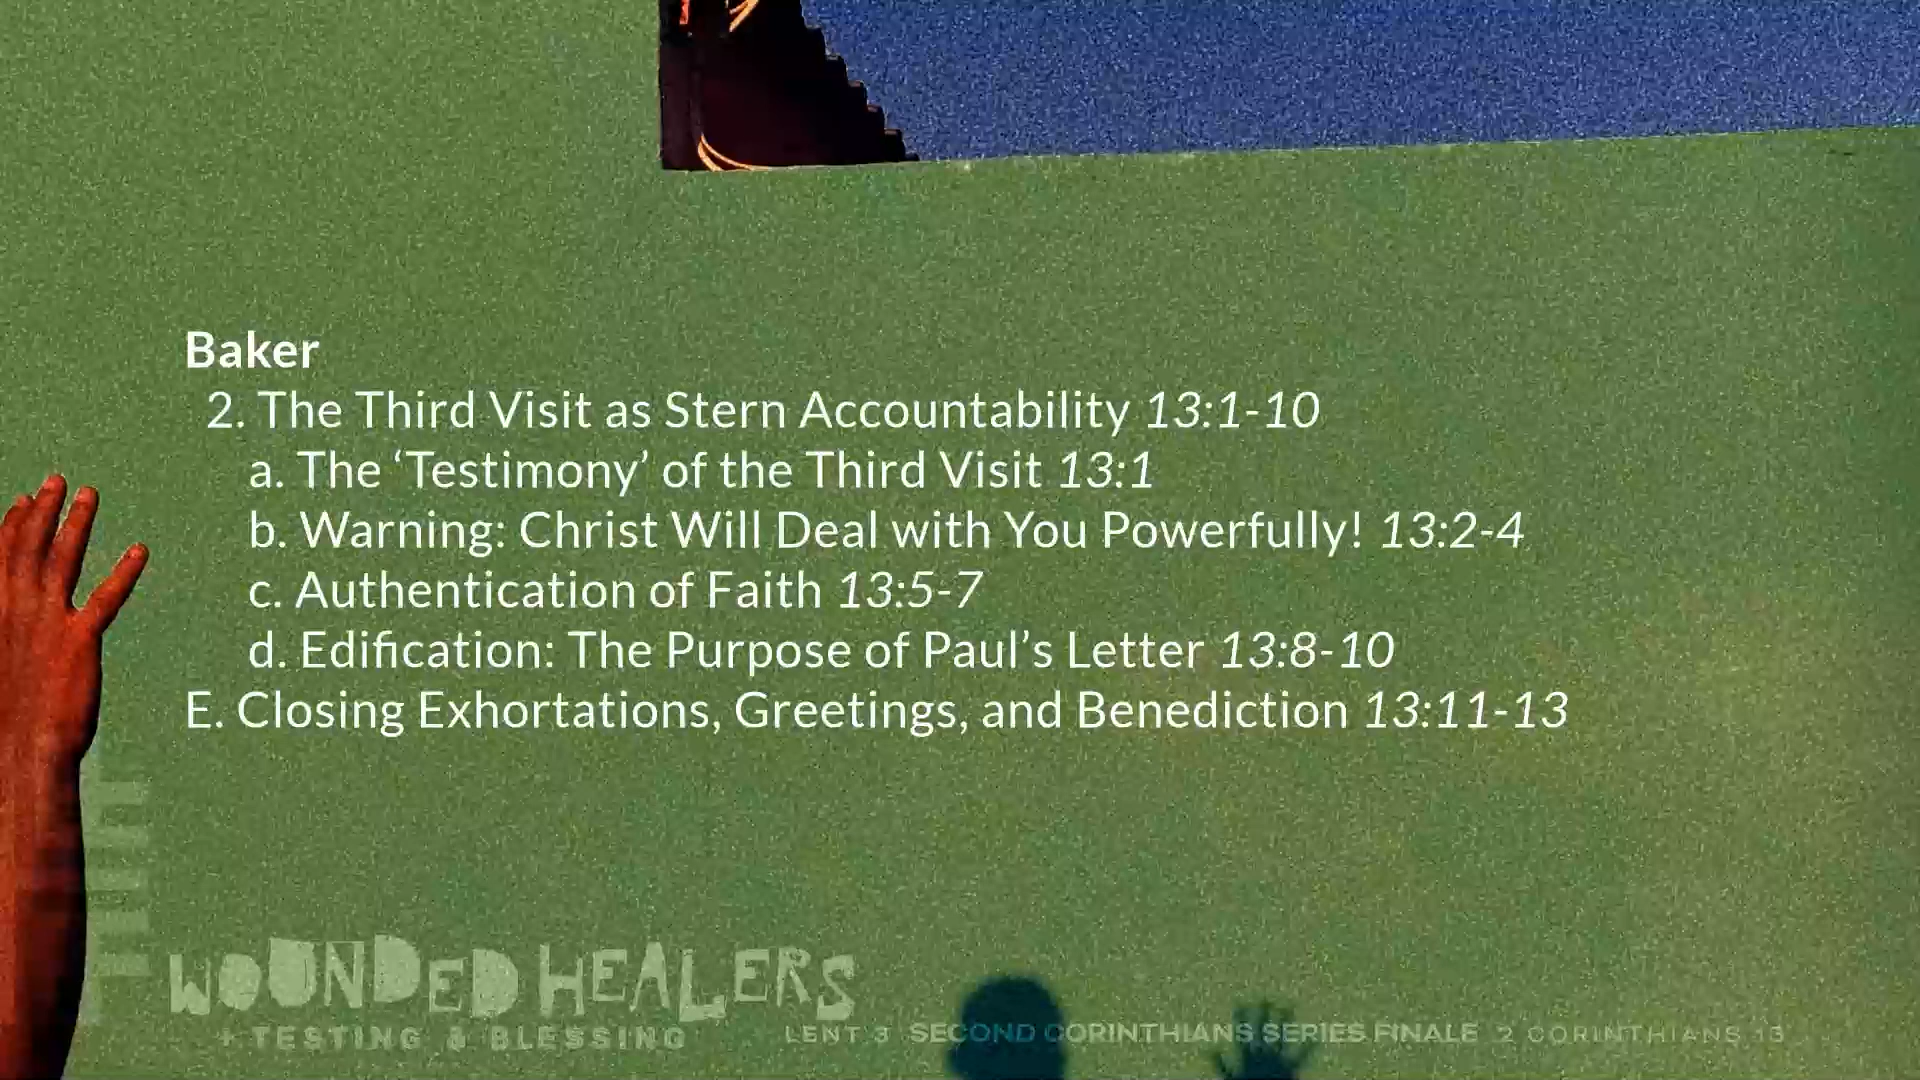 Baker
2. The Third Visit as Stern Accountability 13:1-10
a. The ‘Testimony’ of the Third Visit 13:1
b. Warning: Christ Will Deal with You Powerfully! 13:2-4
c. Authentication of Faith 13:5-7
d. Edification: The Purpose of Paul’s Letter 13:8-10
E. Closing Exhortations, Greetings, and Benediction 13:11-13
WOUNDED HEALERS
+ TESTING & BLESSING
LENT 3 SECOND CORINTHIANS SERIES FINALE 2 CORINTHIANS 13